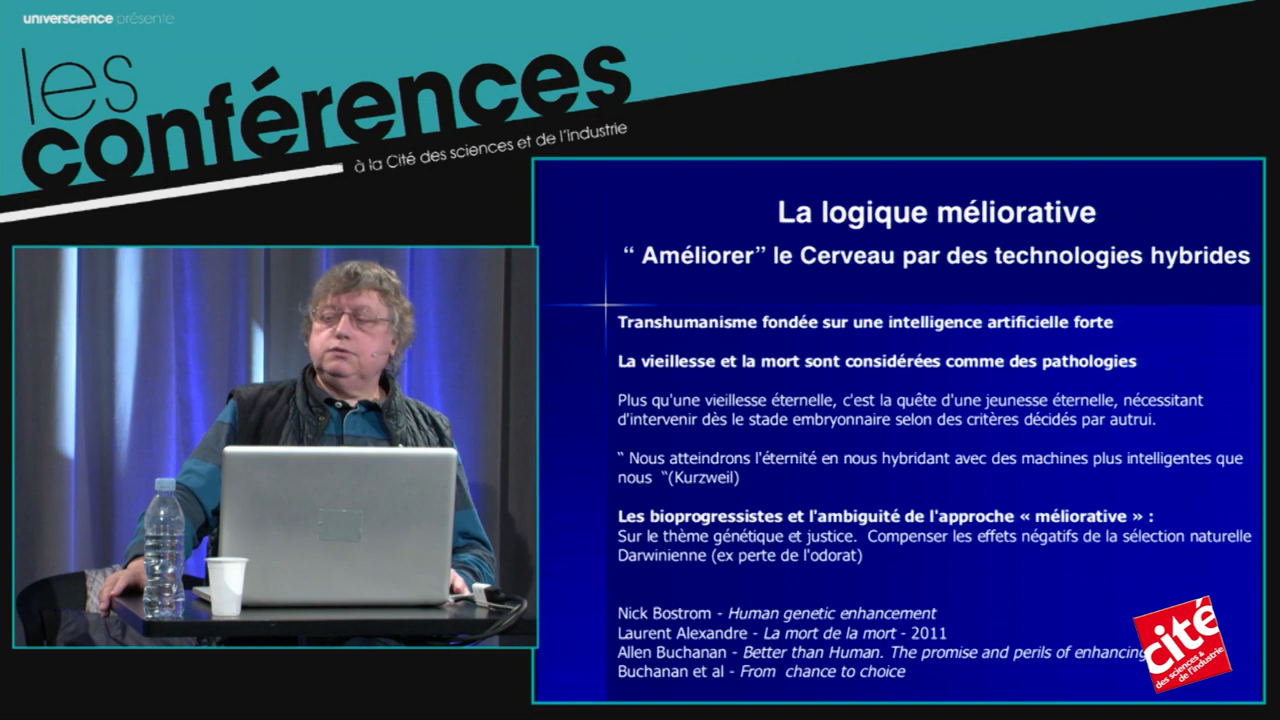 universcience présente
les
conférences
à la Cité des sciences et de l'industrie
La logique méliorative
“ Améliorer” le Cerveau par des technologies hybrides
Transhumanisme fondée sur une intelligence artificielle forte
La vieillesse et la mort sont considérées comme des pathologies
Plus qu'une vieillesse éternelle, c'est la quête d'une jeunesse éternelle, nécessitant
d'intervenir dès le stade embryonnaire selon des critères décidés par autrui.
“ Nous atteindrons l'éternité en nous hybridant avec des machines plus intelligentes que
nous “(Kurzweil)
Les bioprogressistes et l'ambiguité de l'approche « méliorative » :
Sur le thème génétique et justice. Compenser les effets négatifs de la sélection naturelle
Darwinienne (ex perte de l'odorat)
Nick Bostrom - Human genetic enhancement
Laurent Alexandre - La mort de la mort - 2011
Allen Buchanan - Better than Human. The promise and perils of enhancing
Buchanan et al - From chance to choice
cité
des sciences &
de l'industrie